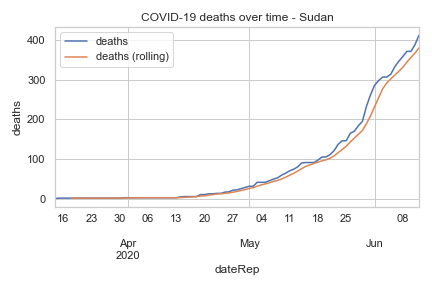 COVID-19 deaths over time - Sudan
deaths
deaths (rolling)
400
300
200
100
0
deaths
16 23 30 06 13 20 27 04 11 18 25 01 08
Apr May Jun
2020
dateRep